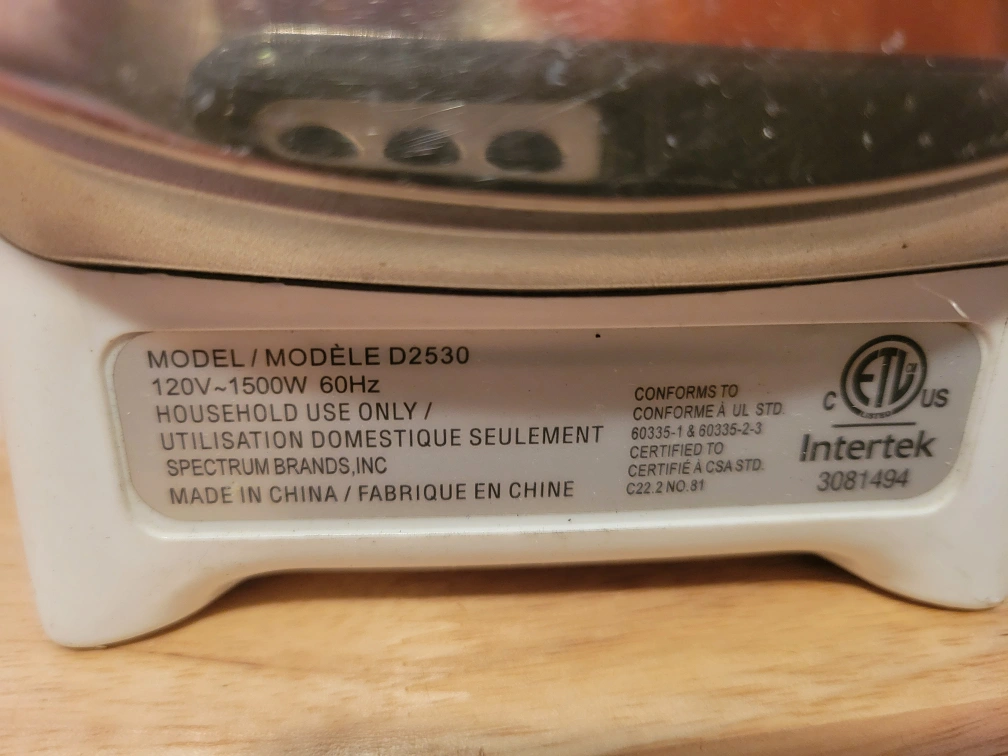 MODEL / MODÈLE D2530
120V~1500W 60Hz
HOUSEHOLD USE ONLY /
UTILISATION DOMESTIQUE SEULEMENT
SPECTRUM BRANDS,INC
MADE IN CHINA / FABRIQUE EN CHINE
CONFORMS TO
CONFORME À UL STD.
60335-1 & 60335-2-3
CERTIFIED TO
CERTIFIÉ À CSA STD.
C22.2 NO.81
C ETL CM US
LISTED
Intertek
3081494